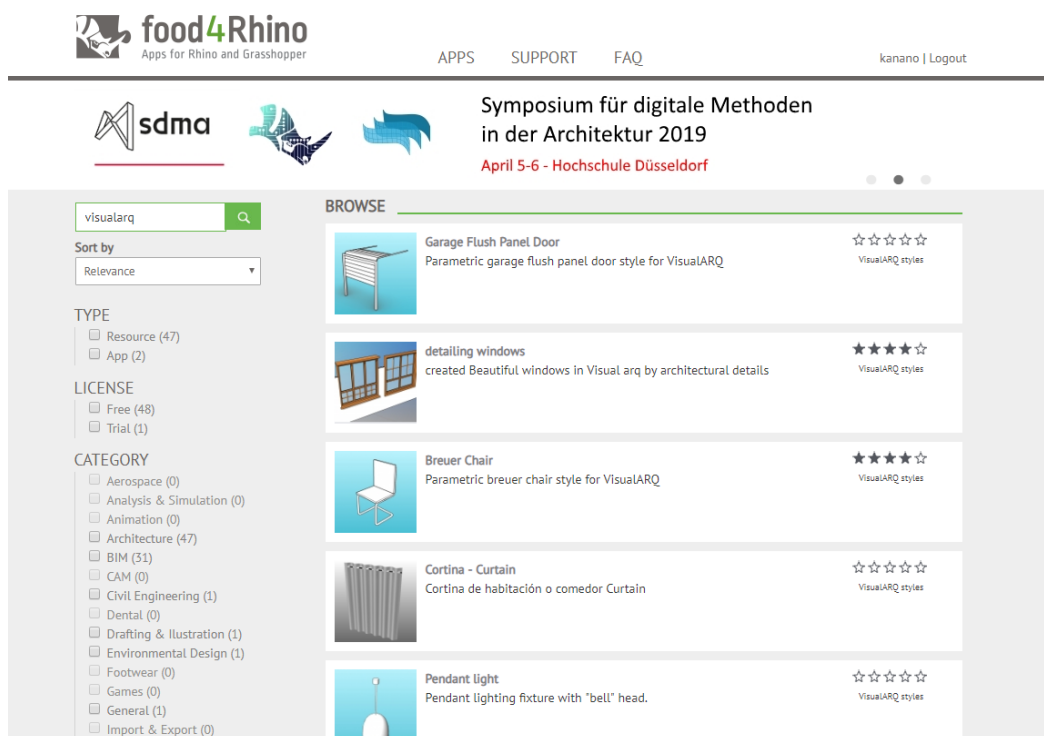 food4Rhino
Apps for Rhino and Grasshopper
APPS SUPPORT FAQ
kanano | Logout
sdma
Symposium für digitale Methoden
in der Architektur 2019
April 5-6 - Hochschule Düsseldorf
visualarq
Sort by
Relevance
TYPE
Resource (47)
App (2)
LICENSE
Free (48)
Trial (1)
CATEGORY
Aerospace (0)
Analysis & Simulation (0)
Animation (0)
Architecture (47)
BIM (31)
CAM (0)
Civil Engineering (1)
Dental (0)
Drafting & Ilustration (1)
Environmental Design (1)
Footwear (0)
Games (0)
General (1)
Import & Export (0)
BROWSE
Garage Flush Panel Door
Parametric garage flush panel door style for VisualARQ
VisualARQ styles
detailing windows
created Beautiful windows in Visual arq by architectural details
VisualARQ styles
Breuer Chair
Parametric breuer chair style for VisualARQ
VisualARQ styles
Cortina - Curtain
Cortina de habitación o comedor Curtain
VisualARQ styles
Pendant light
Pendant lighting fixture with "bell" head.
VisualARQ styles